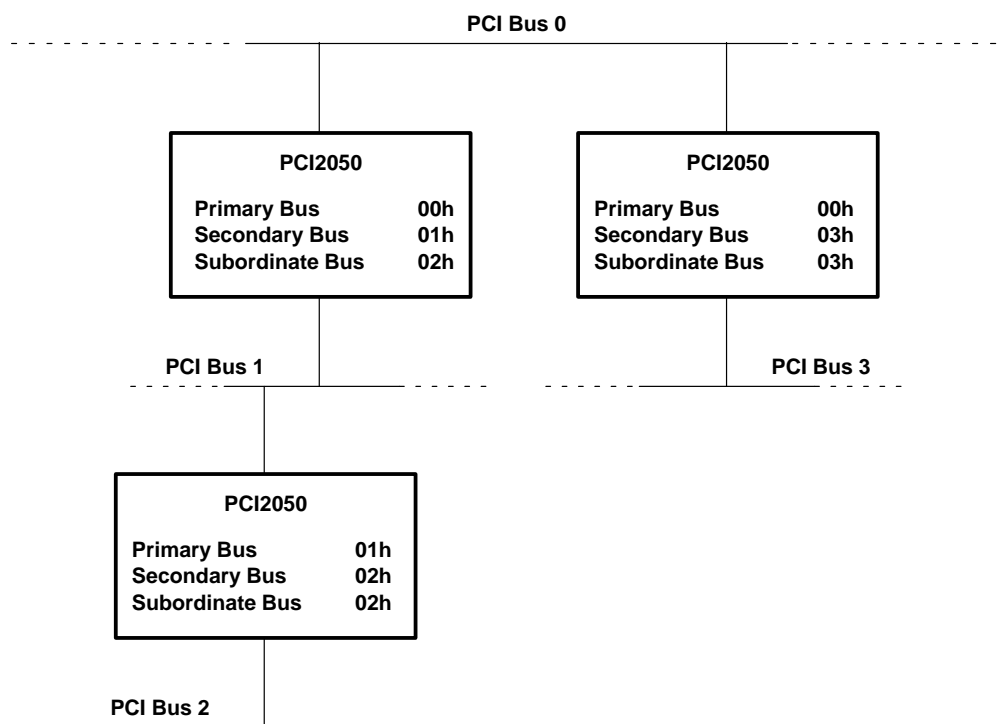 PCI Bus 0
PCI2050
Primary Bus 00h
Secondary Bus 01h
Subordinate Bus 02h
PCI2050
Primary Bus 00h
Secondary Bus 03h
Subordinate Bus 03h
PCI Bus 1
PCI Bus 3
PCI2050
Primary Bus 01h
Secondary Bus 02h
Subordinate Bus 02h
PCI Bus 2